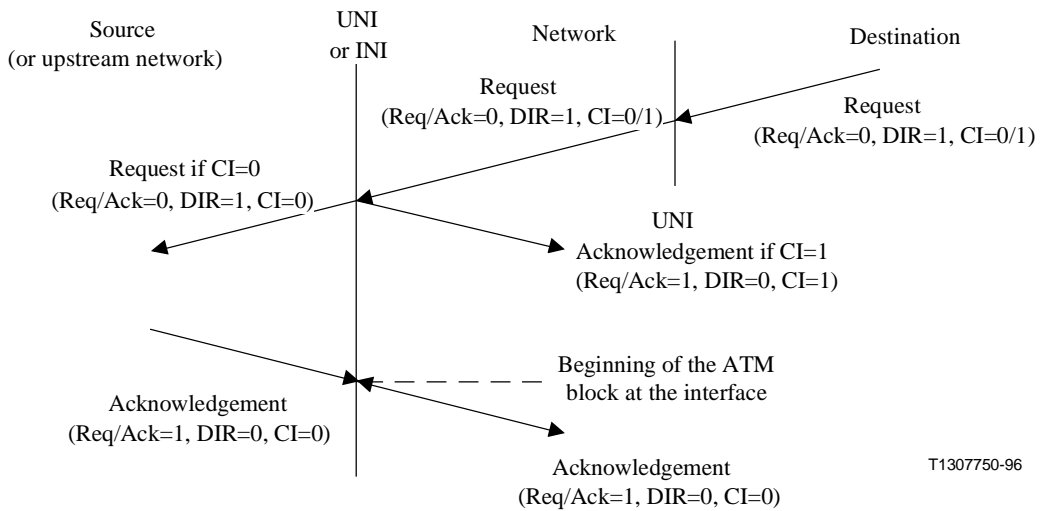 Source
(or upstream network)
UNI
or INI
Network
Destination
Request
(Req/Ack=0, DIR=1, CI=0/1)
Request
(Req/Ack=0, DIR=1, CI=0/1)
Request if CI=0
(Req/Ack=0, DIR=1, CI=0)
UNI
Acknowledgement if CI=1
(Req/Ack=1, DIR=0, CI=1)
Beginning of the ATM
block at the interface
Acknowledgement
(Req/Ack=1, DIR=0, CI=0)
Acknowledgement
(Req/Ack=1, DIR=0, CI=0)
T1307750-96